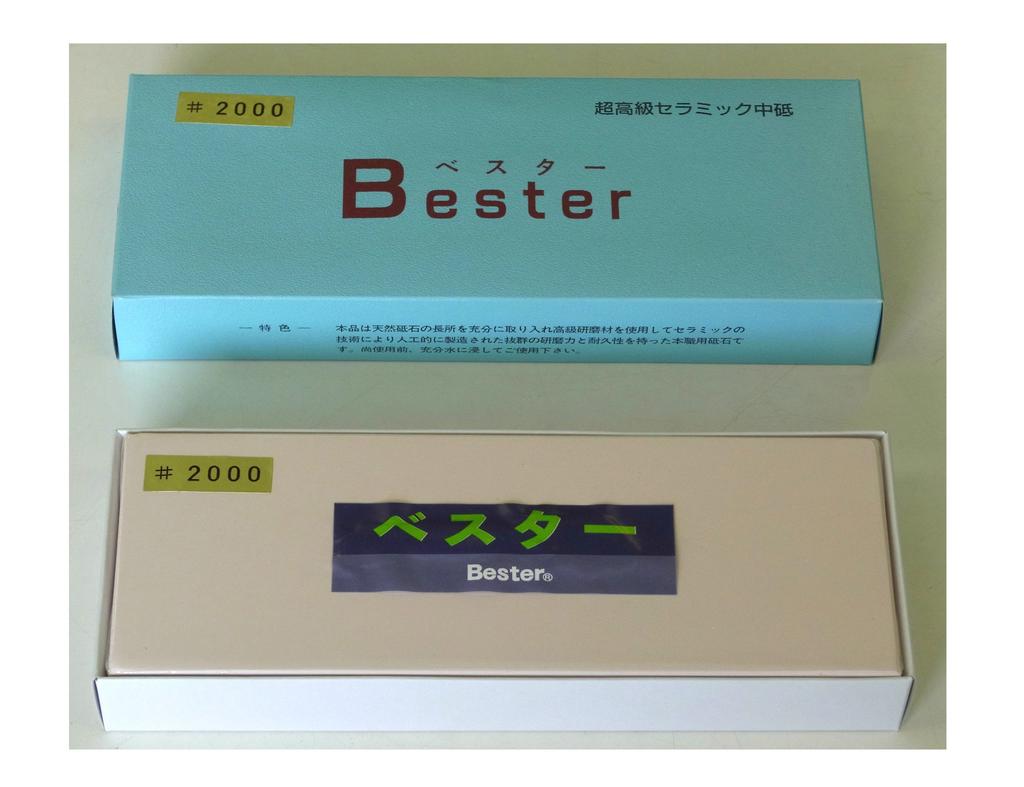 # 2000
超高級セラミック中砥
ベスター
Bester
― 特色 ―
本品は天然砥石の長所を充分に取り入れ高級研磨材を使用してセラミックの
技術により人工的に製造された抜群の研磨力と耐久性を持った本職用砥石で
す。尚使用前、充分水に浸してご使用下さい。
# 2000
ベスター
Bester®